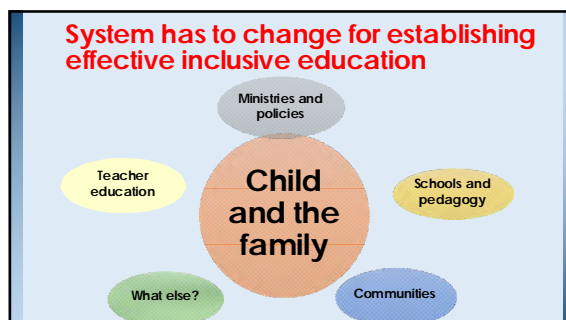 System has to change for establishing
effective inclusive education
Ministries and
policies
Teacher
education
Child
and the
family
Schools and
pedagogy
What else?
Communities